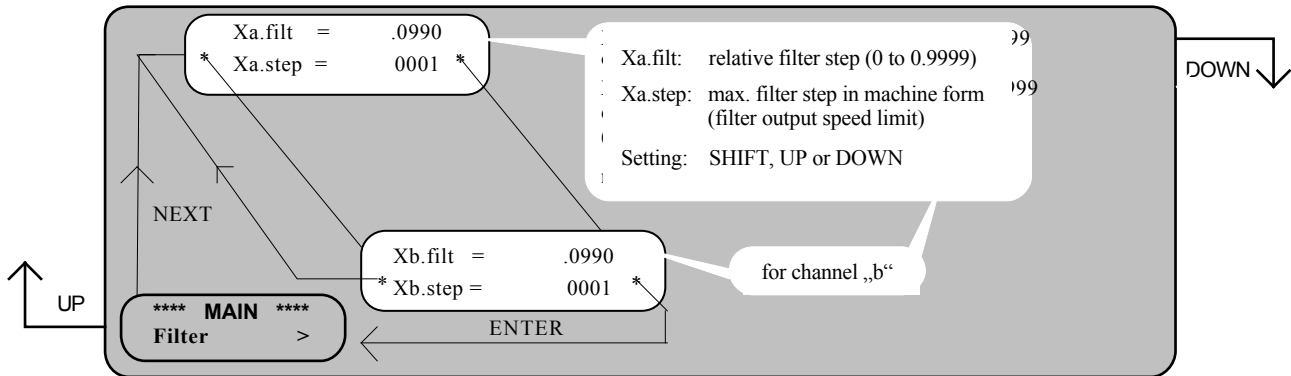 Xa.filt = .0990
* Xa.step = 0001 *
Xa.filt: relative filter step (0 to 0.9999)
Xa.step: max. filter step in machine form
(filter output speed limit)
Setting: SHIFT, UP or DOWN
99
999
DOWN
NEXT
Xb.filt = .0990
* Xb.step = 0001 *
for channel „b“
UP
**** MAIN ****
Filter >
ENTER